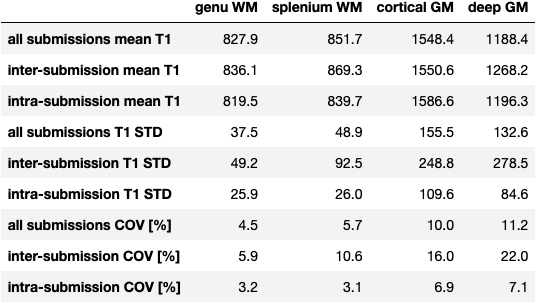 genu WM splenium WM cortical GM deep GM
all submissions mean T1 827.9 851.7 1548.4 1188.4
inter-submission mean T1 836.1 869.3 1550.6 1268.2
intra-submission mean T1 819.5 839.7 1586.6 1196.3
all submissions T1 STD 37.5 48.9 155.5 132.6
inter-submission T1 STD 49.2 92.5 248.8 278.5
intra-submission T1 STD 25.9 26.0 109.6 84.6
all submissions COV [%] 4.5 5.7 10.0 11.2
inter-submission COV [%] 5.9 10.6 16.0 22.0
intra-submission COV [%] 3.2 3.1 6.9 7.1